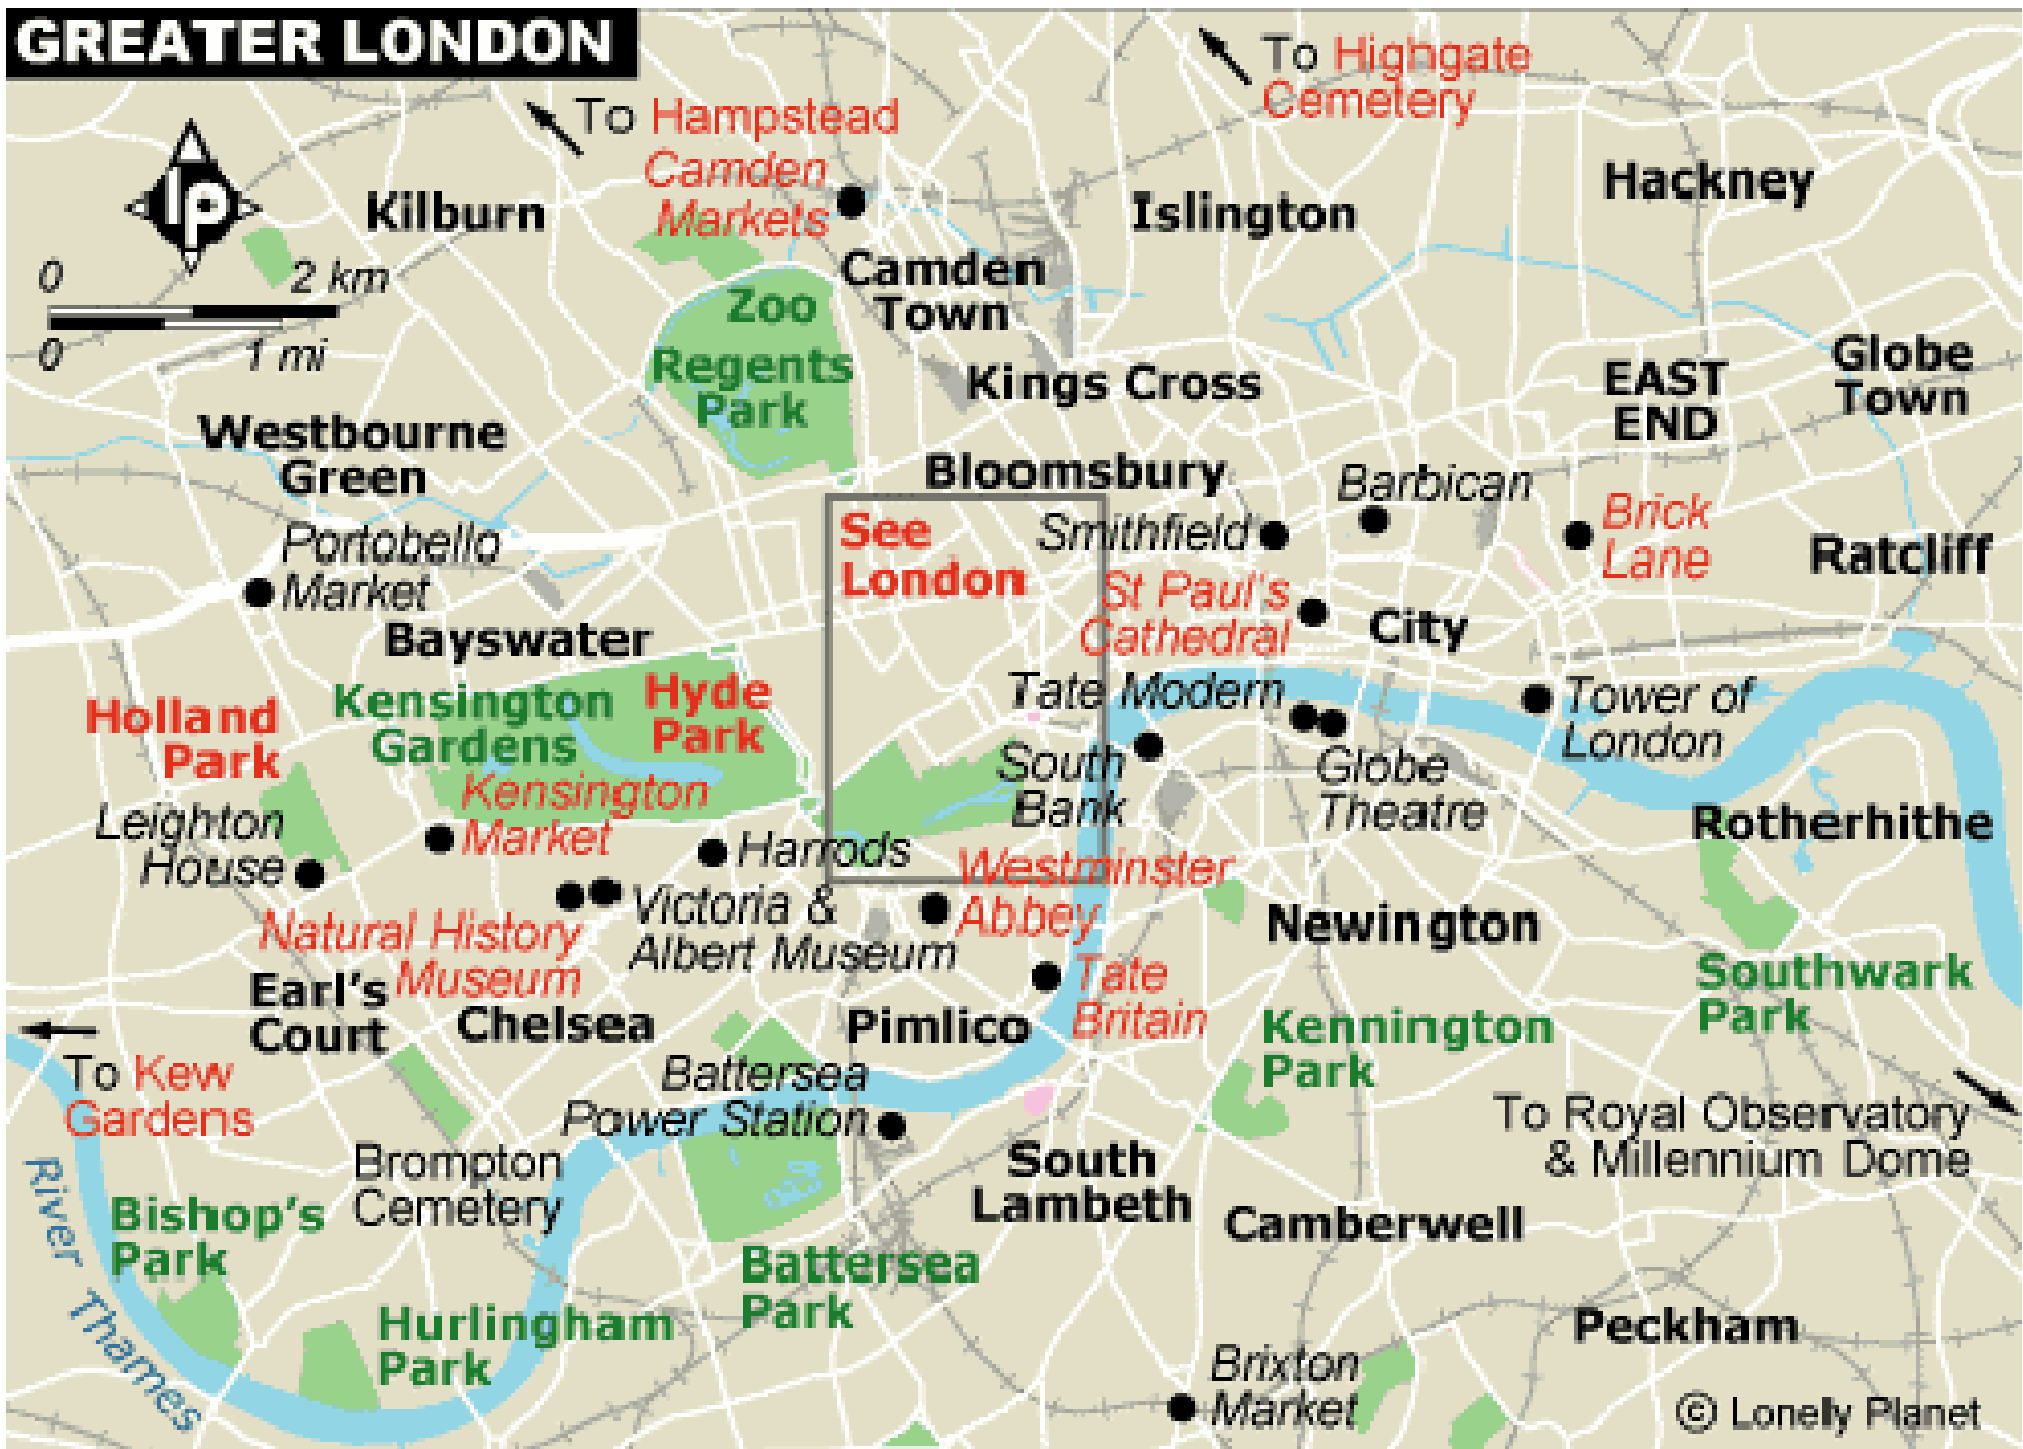 GREATER LONDON
To Highgate
Cemetery
To Hampstead
Camden
Markets
lp
Kilburn
Islington
Hackney
0 2 km
0 1 mi
Camden
Town
Zoo
Regents
Park
Kings Cross
EAST
END
Globe
Town
Westbourne
Green
Bloomsbury
Barbican
Portobello
Market
See
London
Smithfield
Brick
Lane
Ratcliff
St Paul's
Cathedral
City
Bayswater
Kensington
Gardens
Hyde
Park
Tate Modern
Tower of
London
Holland
Park
South
Bank
Globe
Theatre
Kensington
Market
Leighton
House
Harrods
Rotherhithe
Westminster
Abbey
Natural History
Museum
Victoria &
Albert Museum
Newington
Tate
Britain
Southwark
Park
Earl's
Court
Chelsea
Pimlico
Kennington
Park
To Kew
Gardens
Battersea
Power Station
To Royal Observatory
& Millennium Dome
Brompton
Cemetery
South
Lambeth
River Thames
Bishop's
Park
Camberwell
Battersea
Park
Hurlingham
Park
Peckham
Brixton
Market
© Lonely Planet